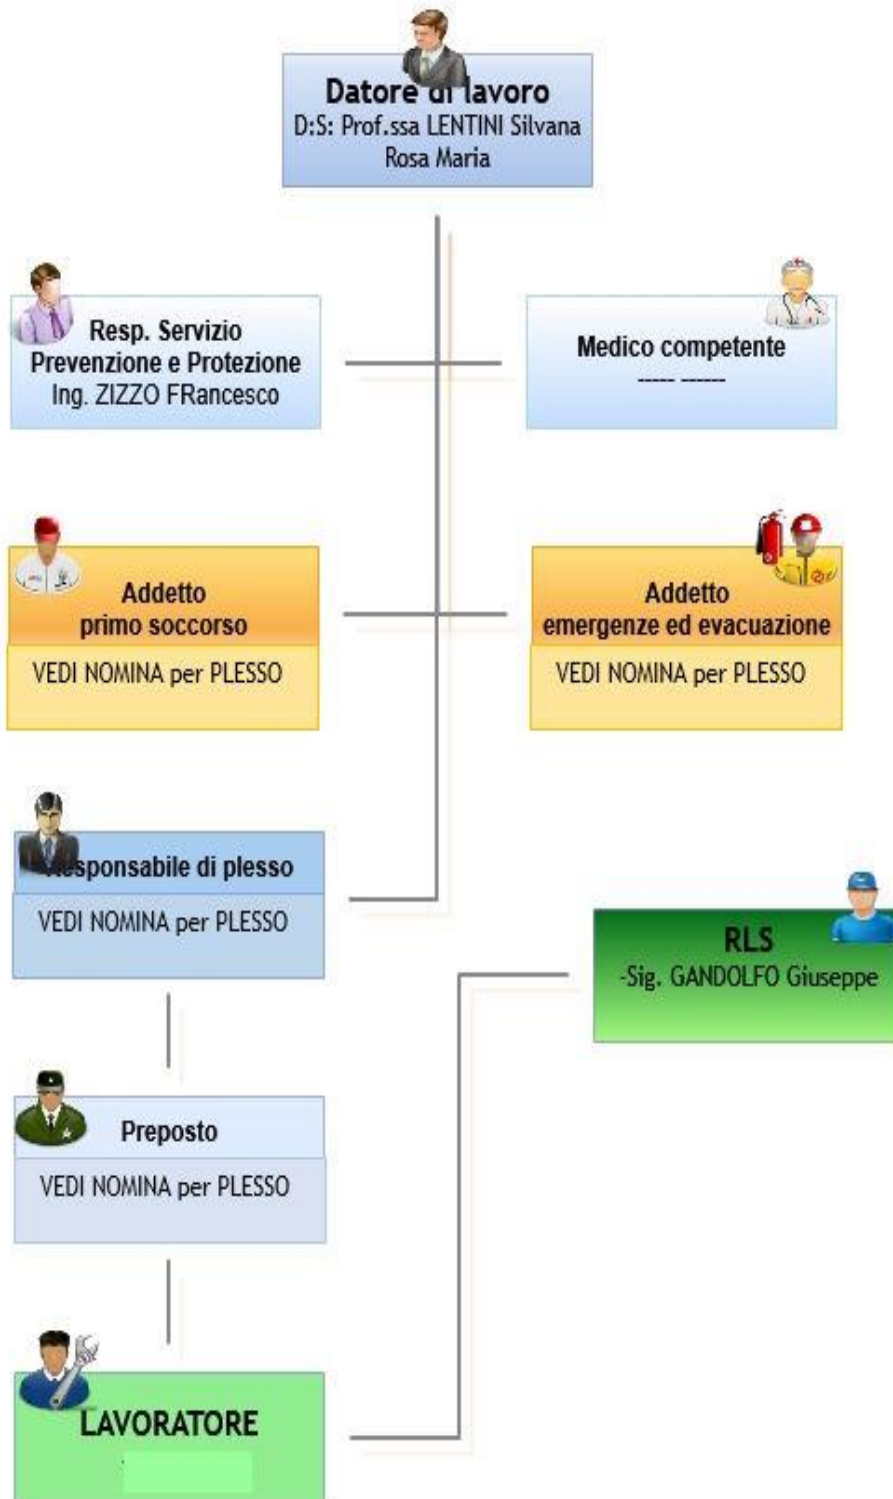 Datore di lavoro
D:S: Prof.ssa LENTINI Silvana
Rosa Maria
Resp. Servizio
Prevenzione e Protezione
Ing. ZIZZO FRancesco
Medico competente
----- ------
Addetto
primo soccorso
VEDI NOMINA per PLESSO
Addetto
emergenze ed evacuazione
VEDI NOMINA per PLESSO
Responsabile di plesso
VEDI NOMINA per PLESSO
RLS
-Sig. GANDOLFO Giuseppe
Preposto
VEDI NOMINA per PLESSO
LAVORATORE